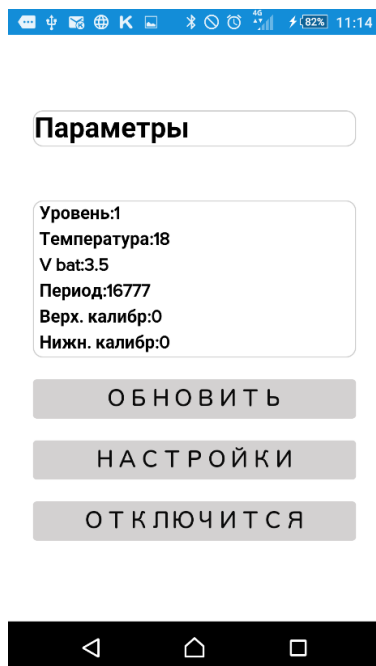 4G
82% 11:14
Параметры
Уровень:1
Температура:18
V bat:3.5
Период:16777
Верх. калибр:0
Нижн. калибр:0
ОБНОВИТЬ
НАСТРОЙКИ
ОТКЛЮЧИТСЯ